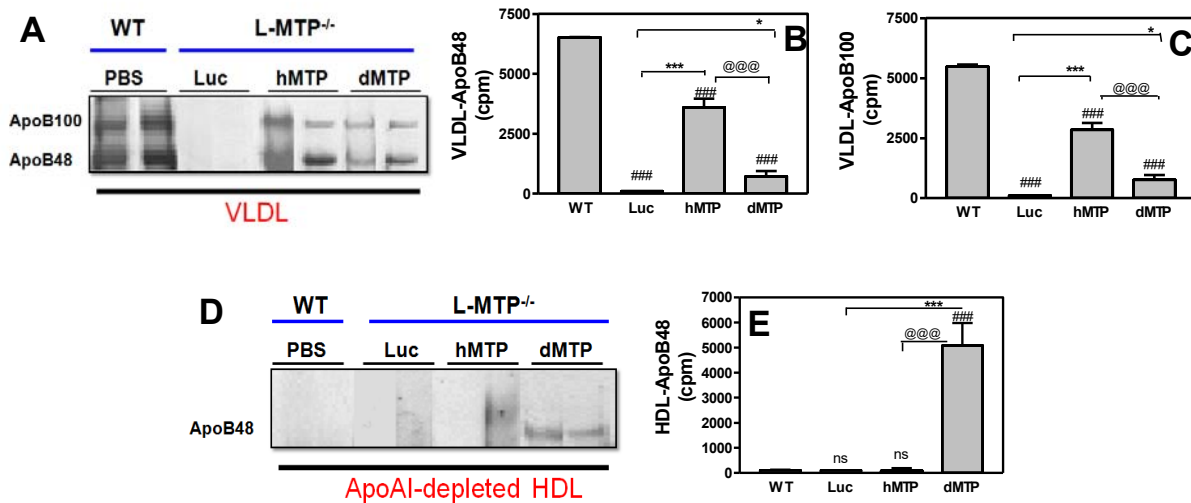 A
WT
L-MTP-/-
PBS
Luc
hMTP
dMTP
ApoB100
ApoB48
VLDL
B
VLDL-ApoB48
(cpm)
7500
5000
2500
0
*
***
@@@
###
###
###
WT
Luc
hMTP
dMTP
C
VLDL-ApoB100
(cpm)
7500
5000
2500
0
*
***
@@@
###
###
###
WT
Luc
hMTP
dMTP
D
WT
L-MTP-/-
PBS
Luc
hMTP
dMTP
ApoB48
ApoAI-depleted HDL
E
HDL-ApoB48
(cpm)
7000
6000
5000
4000
3000
2000
1000
0
***
###
@@@
ns
ns
WT
Luc
hMTP
dMTP